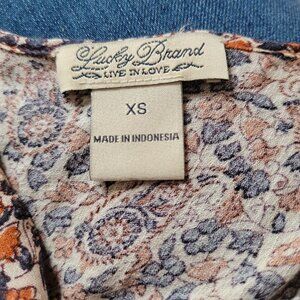 Lucky Brand
LIVE IN LOVE
XS
MADE IN INDONESIA